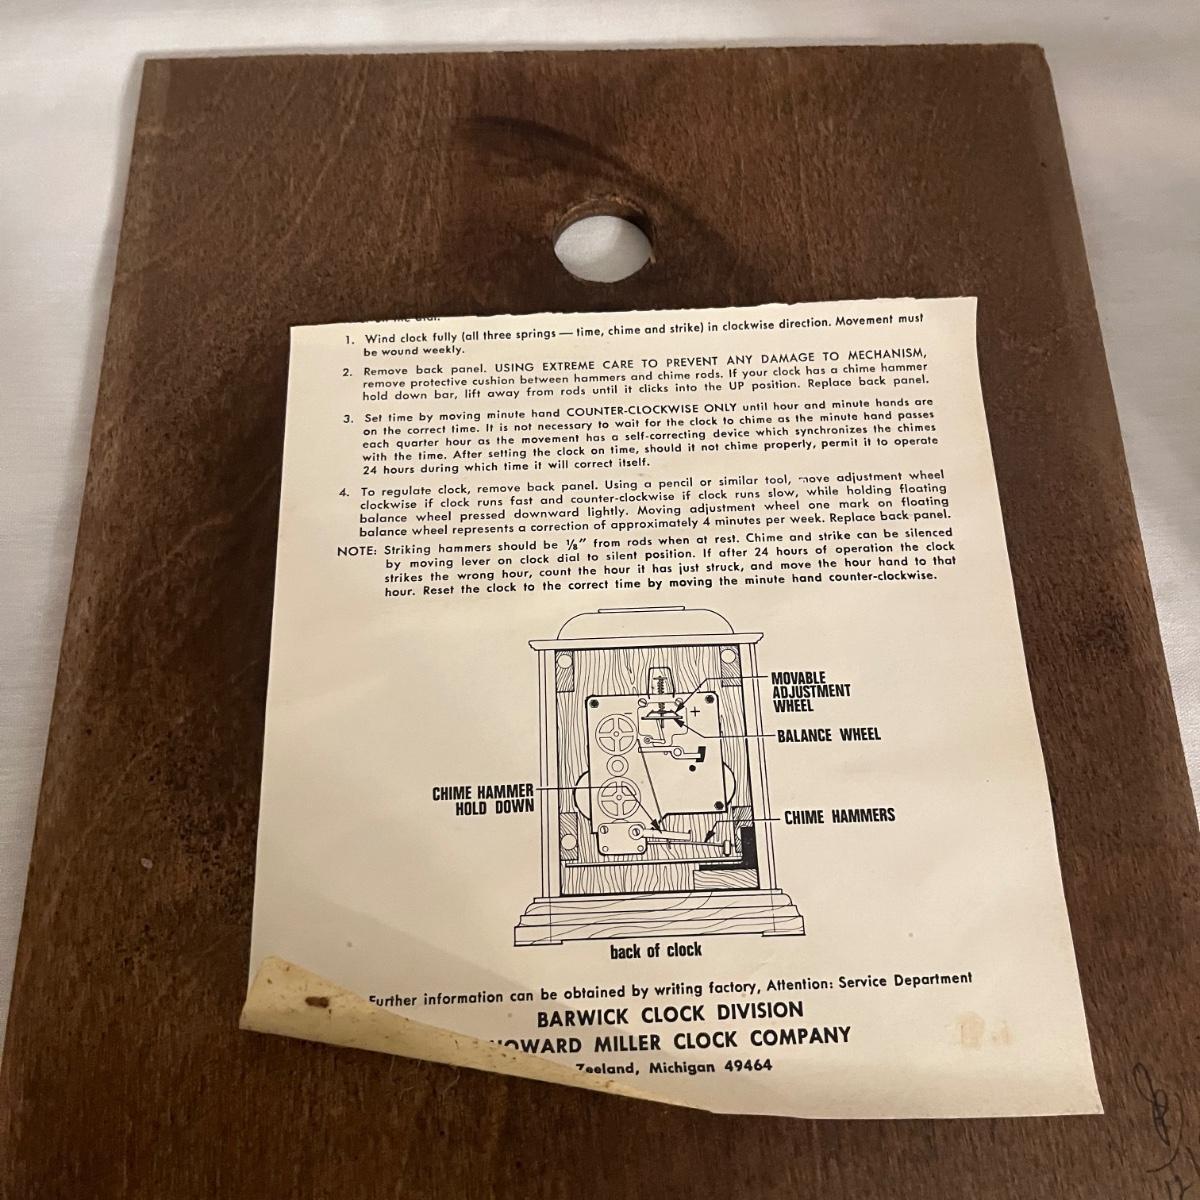 on the dial.
1. Wind clock fully (all three springs — time, chime and strike) in clockwise direction. Movement must
be wound weekly.
2. Remove back panel. USING EXTREME CARE TO PREVENT ANY DAMAGE TO MECHANISM,
remove protective cushion between hammers and chime rods. If your clock has a chime hammer
hold down bar, lift away from rods until it clicks into the UP position. Replace back panel.
3. Set time by moving minute hand COUNTER-CLOCKWISE ONLY until hour and minute hands are
on the correct time. It is not necessary to wait for the clock to chime as the minute hand passes
each quarter hour as the movement has a self-correcting device which synchronizes the chimes
with the time. After setting the clock on time, should it not chime properly, permit it to operate
24 hours during which time it will correct itself.
4. To regulate clock, remove back panel. Using a pencil or similar tool, move adjustment wheel
clockwise if clock runs fast and counter-clockwise if clock runs slow, while holding floating
balance wheel pressed downward lightly. Moving adjustment wheel one mark on floating
balance wheel represents a correction of approximately 4 minutes per week. Replace back panel.
NOTE: Striking hammers should be 1/8" from rods when at rest. Chime and strike can be silenced
by moving lever on clock dial to silent position. If after 24 hours of operation the clock
strikes the wrong hour, count the hour it has just struck, and move the hour hand to that
hour. Reset the clock to the correct time by moving the minute hand counter-clockwise.
MOVABLE
ADJUSTMENT
WHEEL
BALANCE WHEEL
CHIME HAMMER
HOLD DOWN
CHIME HAMMERS
back of clock
Further information can be obtained by writing factory, Attention: Service Department
BARWICK CLOCK DIVISION
HOWARD MILLER CLOCK COMPANY
Zeeland, Michigan 49464